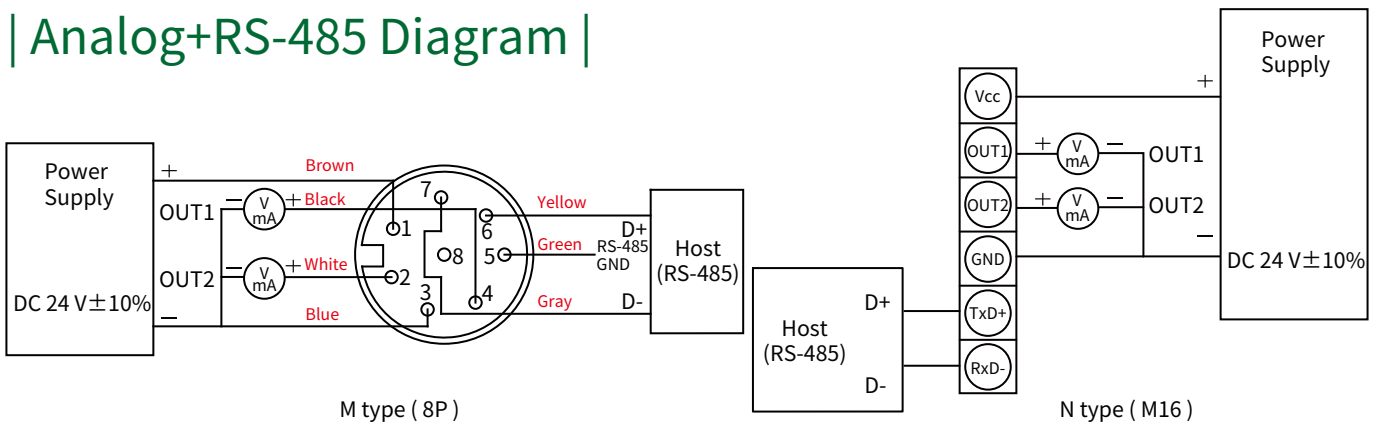 | Analog+RS-485 Diagram |
Power
Supply
DC 24 V±10%
+
−
OUT1
OUT2
−
V
mA
+
−
V
mA
+
Brown
Black
White
Blue
1
2
3
4
5
6
7
8
Yellow
Green
Gray
D+
RS-485
GND
D-
Host
(RS-485)
M type ( 8P )
Host
(RS-485)
D+
D-
Vcc
OUT1
OUT2
GND
TxD+
RxD-
+
V
mA
−
OUT1
+
V
mA
−
OUT2
+
−
Power
Supply
DC 24 V±10%
N type ( M16 )